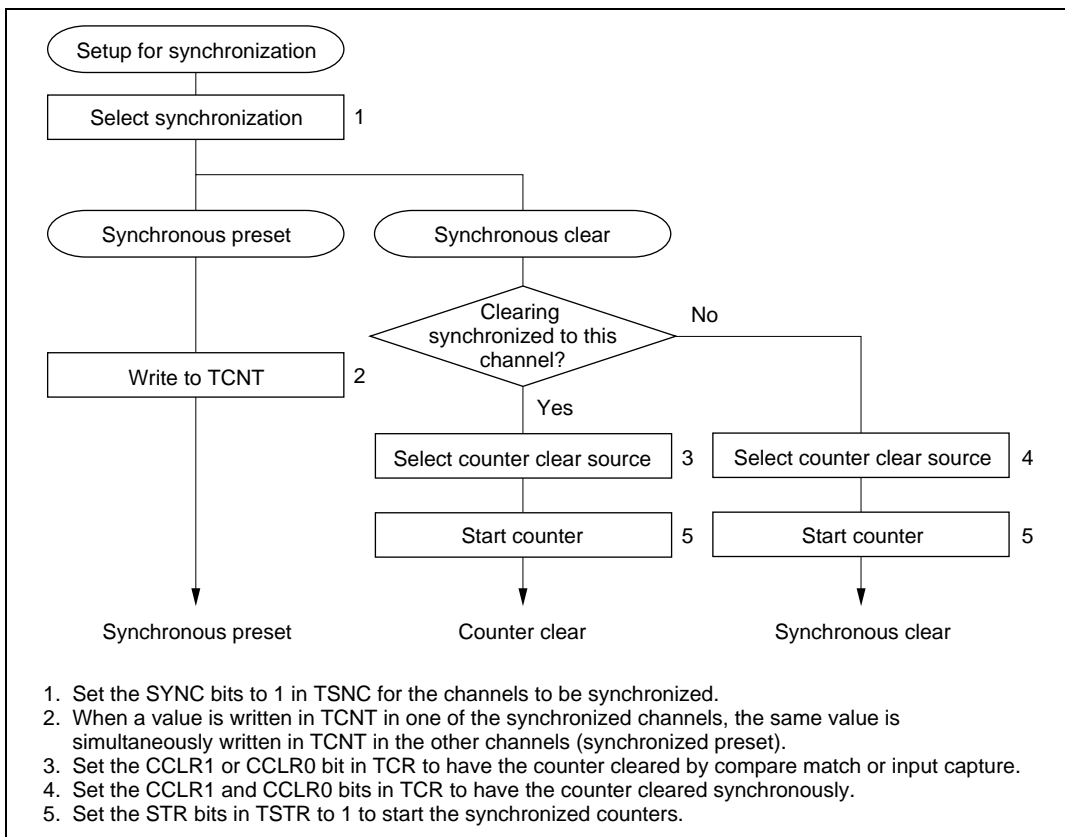 Setup for synchronization
Select synchronization 1
Synchronous preset
Synchronous clear
Clearing
synchronized to this
channel?
No
Write to TCNT 2
Yes
Select counter clear source 3
Select counter clear source 4
Start counter 5
Start counter 5
Synchronous preset
Counter clear
Synchronous clear
1. Set the SYNC bits to 1 in TSNC for the channels to be synchronized.
2. When a value is written in TCNT in one of the synchronized channels, the same value is
simultaneously written in TCNT in the other channels (synchronized preset).
3. Set the CCLR1 or CCLR0 bit in TCR to have the counter cleared by compare match or input capture.
4. Set the CCLR1 and CCLR0 bits in TCR to have the counter cleared synchronously.
5. Set the STR bits in TSTR to 1 to start the synchronized counters.